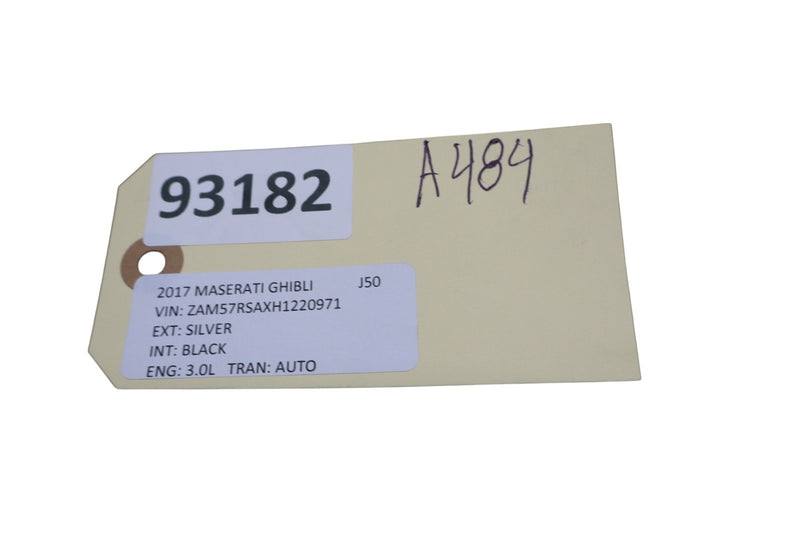 93182
A484
2017 MASERATI GHIBLI J50
VIN: ZAM57RSAXH1220971
EXT: SILVER
INT: BLACK
ENG: 3.0L TRAN: AUTO